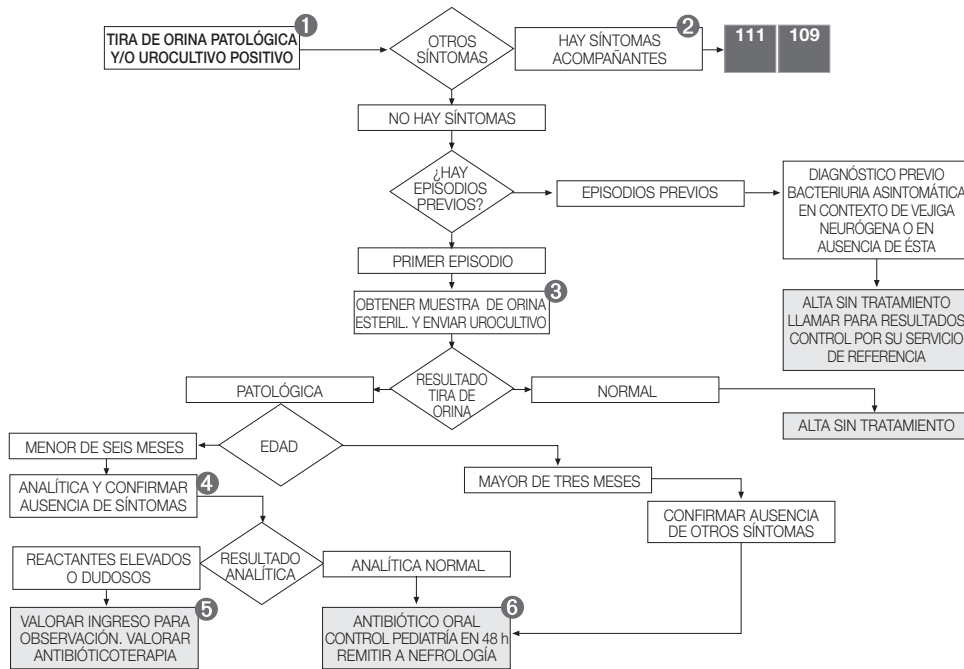 1
TIRA DE ORINA PATOLÓGICA
Y/O UROCULTIVO POSITIVO
OTROS
SÍNTOMAS
2
HAY SÍNTOMAS
ACOMPAÑANTES
111
109
NO HAY SÍNTOMAS
¿HAY
EPISODIOS
PREVIOS?
EPISODIOS PREVIOS
DIAGNÓSTICO PREVIO
BACTERIURIA ASINTOMÁTICA
EN CONTEXTO DE VEJIGA
NEURÓGENA O EN
AUSENCIA DE ÉSTA
PRIMER EPISODIO
3
OBTENER MUESTRA DE ORINA
ESTERIL. Y ENVIAR UROCULTIVO
ALTA SIN TRATAMIENTO
LLAMAR PARA RESULTADOS
CONTROL POR SU SERVICIO
DE REFERENCIA
RESULTADO
TIRA DE
ORINA
PATOLÓGICA
NORMAL
ALTA SIN TRATAMIENTO
EDAD
MENOR DE SEIS MESES
MAYOR DE TRES MESES
4
ANALÍTICA Y CONFIRMAR
AUSENCIA DE SÍNTOMAS
CONFIRMAR AUSENCIA
DE OTROS SÍNTOMAS
RESULTADO
ANALÍTICA
REACTANTES ELEVADOS
O DUDOSOS
ANALÍTICA NORMAL
5
VALORAR INGRESO PARA
OBSERVACIÓN. VALORAR
ANTIBIÓTICOTERAPIA
6
ANTIBIÓTICO ORAL
CONTROL PEDIATRÍA EN 48 h
REMITIR A NEFROLOGÍA